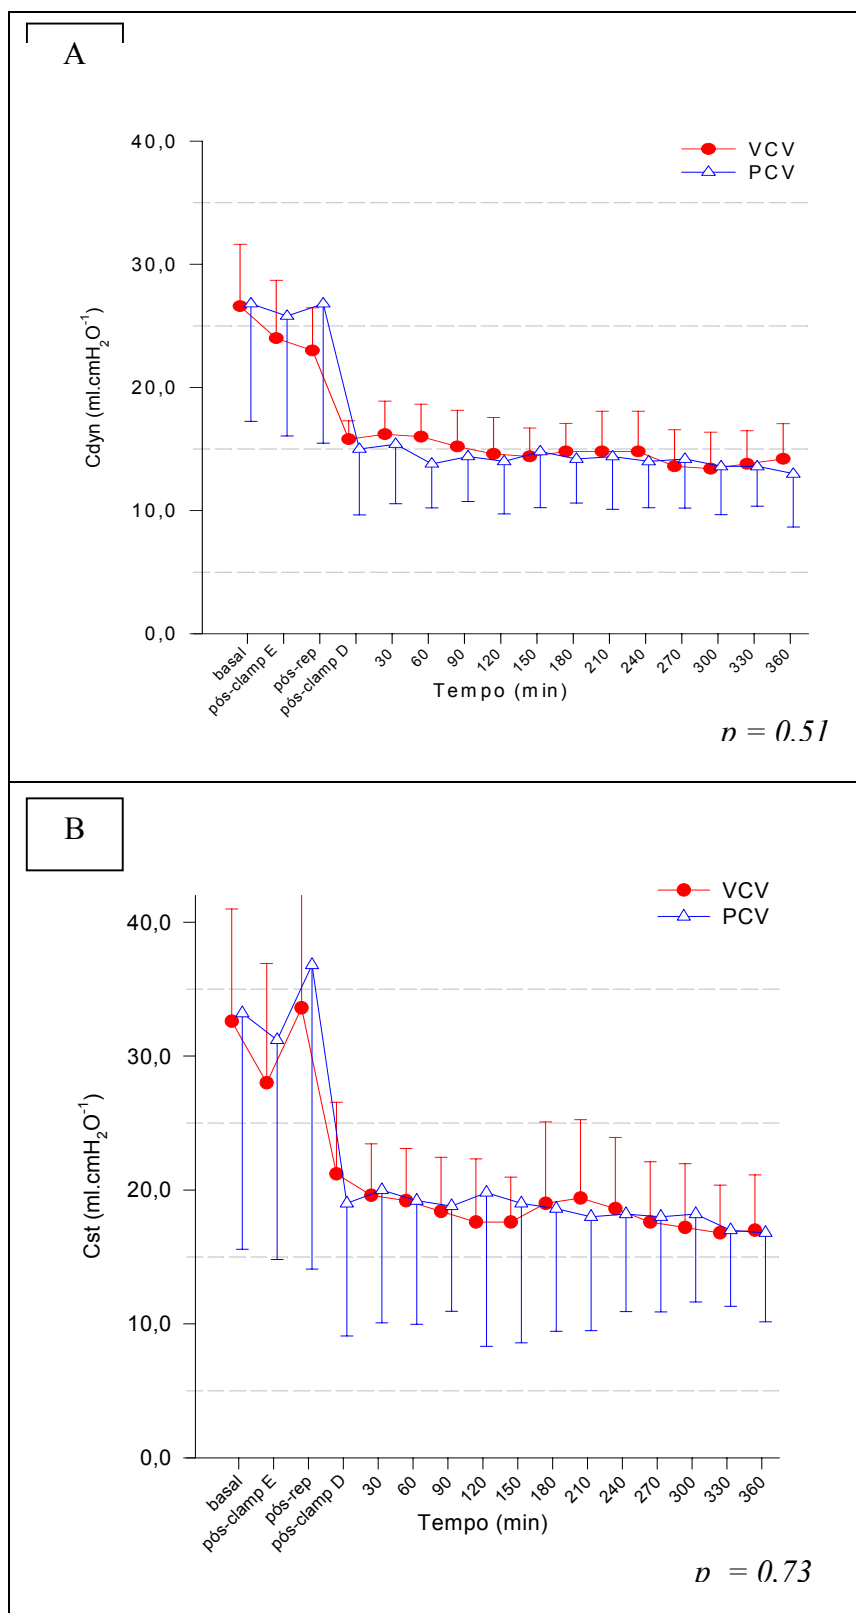 A
40,0
VCV
PCV
30,0
20,0
10,0
0,0
Cdyn (ml.cmH₂O⁻¹)
basal
pós-clamp E
pós-rep
pós-clamp D
30
60
90
120
150
180
210
240
270
300
330
360
Tempo (min)
p = 0.51
B
VCV
PCV
40,0
30,0
20,0
10,0
0,0
Cst (ml.cmH₂O⁻¹)
basal
pós-clamp E
pós-rep
pós-clamp D
30
60
90
120
150
180
210
240
270
300
330
360
Tempo (min)
p = 0.73